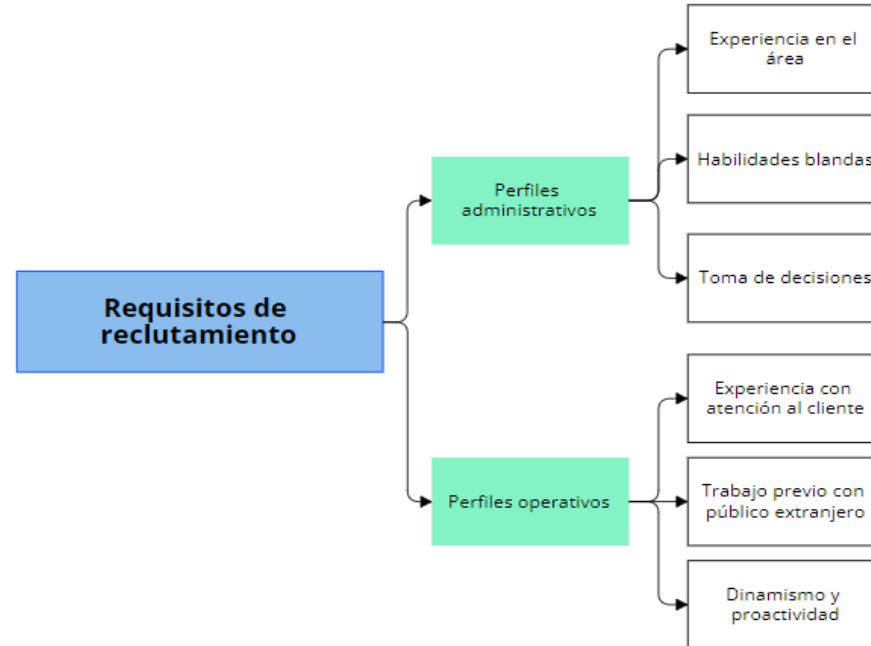 Requisitos de
reclutamiento
Perfiles
administrativos
Experiencia en el
área
Habilidades blandas
Toma de decisiones
Perfiles operativos
Experiencia con
atención al cliente
Trabajo previo con
público extranjero
Dinamismo y
proactividad